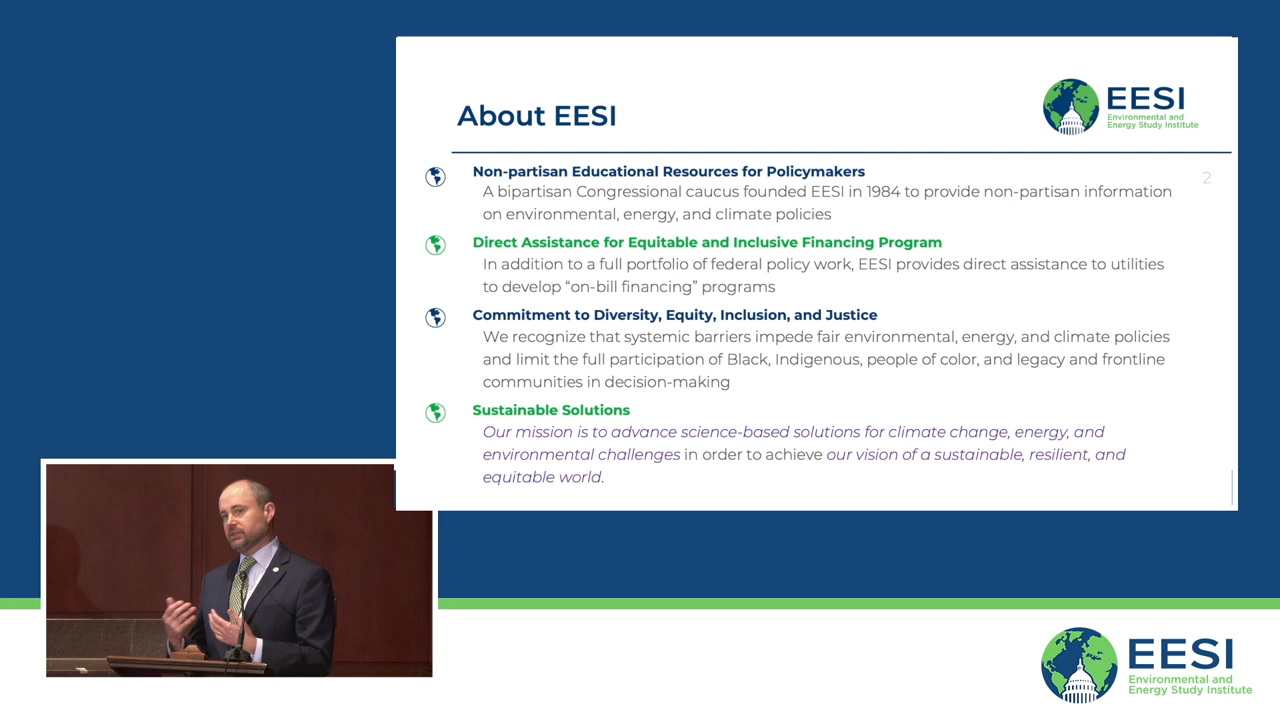 About EESI
EESI
Environmental and
Energy Study Institute
2
Non-partisan Educational Resources for Policymakers
A bipartisan Congressional caucus founded EESI in 1984 to provide non-partisan information
on environmental, energy, and climate policies
Direct Assistance for Equitable and Inclusive Financing Program
In addition to a full portfolio of federal policy work, EESI provides direct assistance to utilities
to develop “on-bill financing” programs
Commitment to Diversity, Equity, Inclusion, and Justice
We recognize that systemic barriers impede fair environmental, energy, and climate policies
and limit the full participation of Black, Indigenous, people of color, and legacy and frontline
communities in decision-making
Sustainable Solutions
Our mission is to advance science-based solutions for climate change, energy, and
environmental challenges in order to achieve our vision of a sustainable, resilient, and
equitable world.
EESI
Environmental and
Energy Study Institute